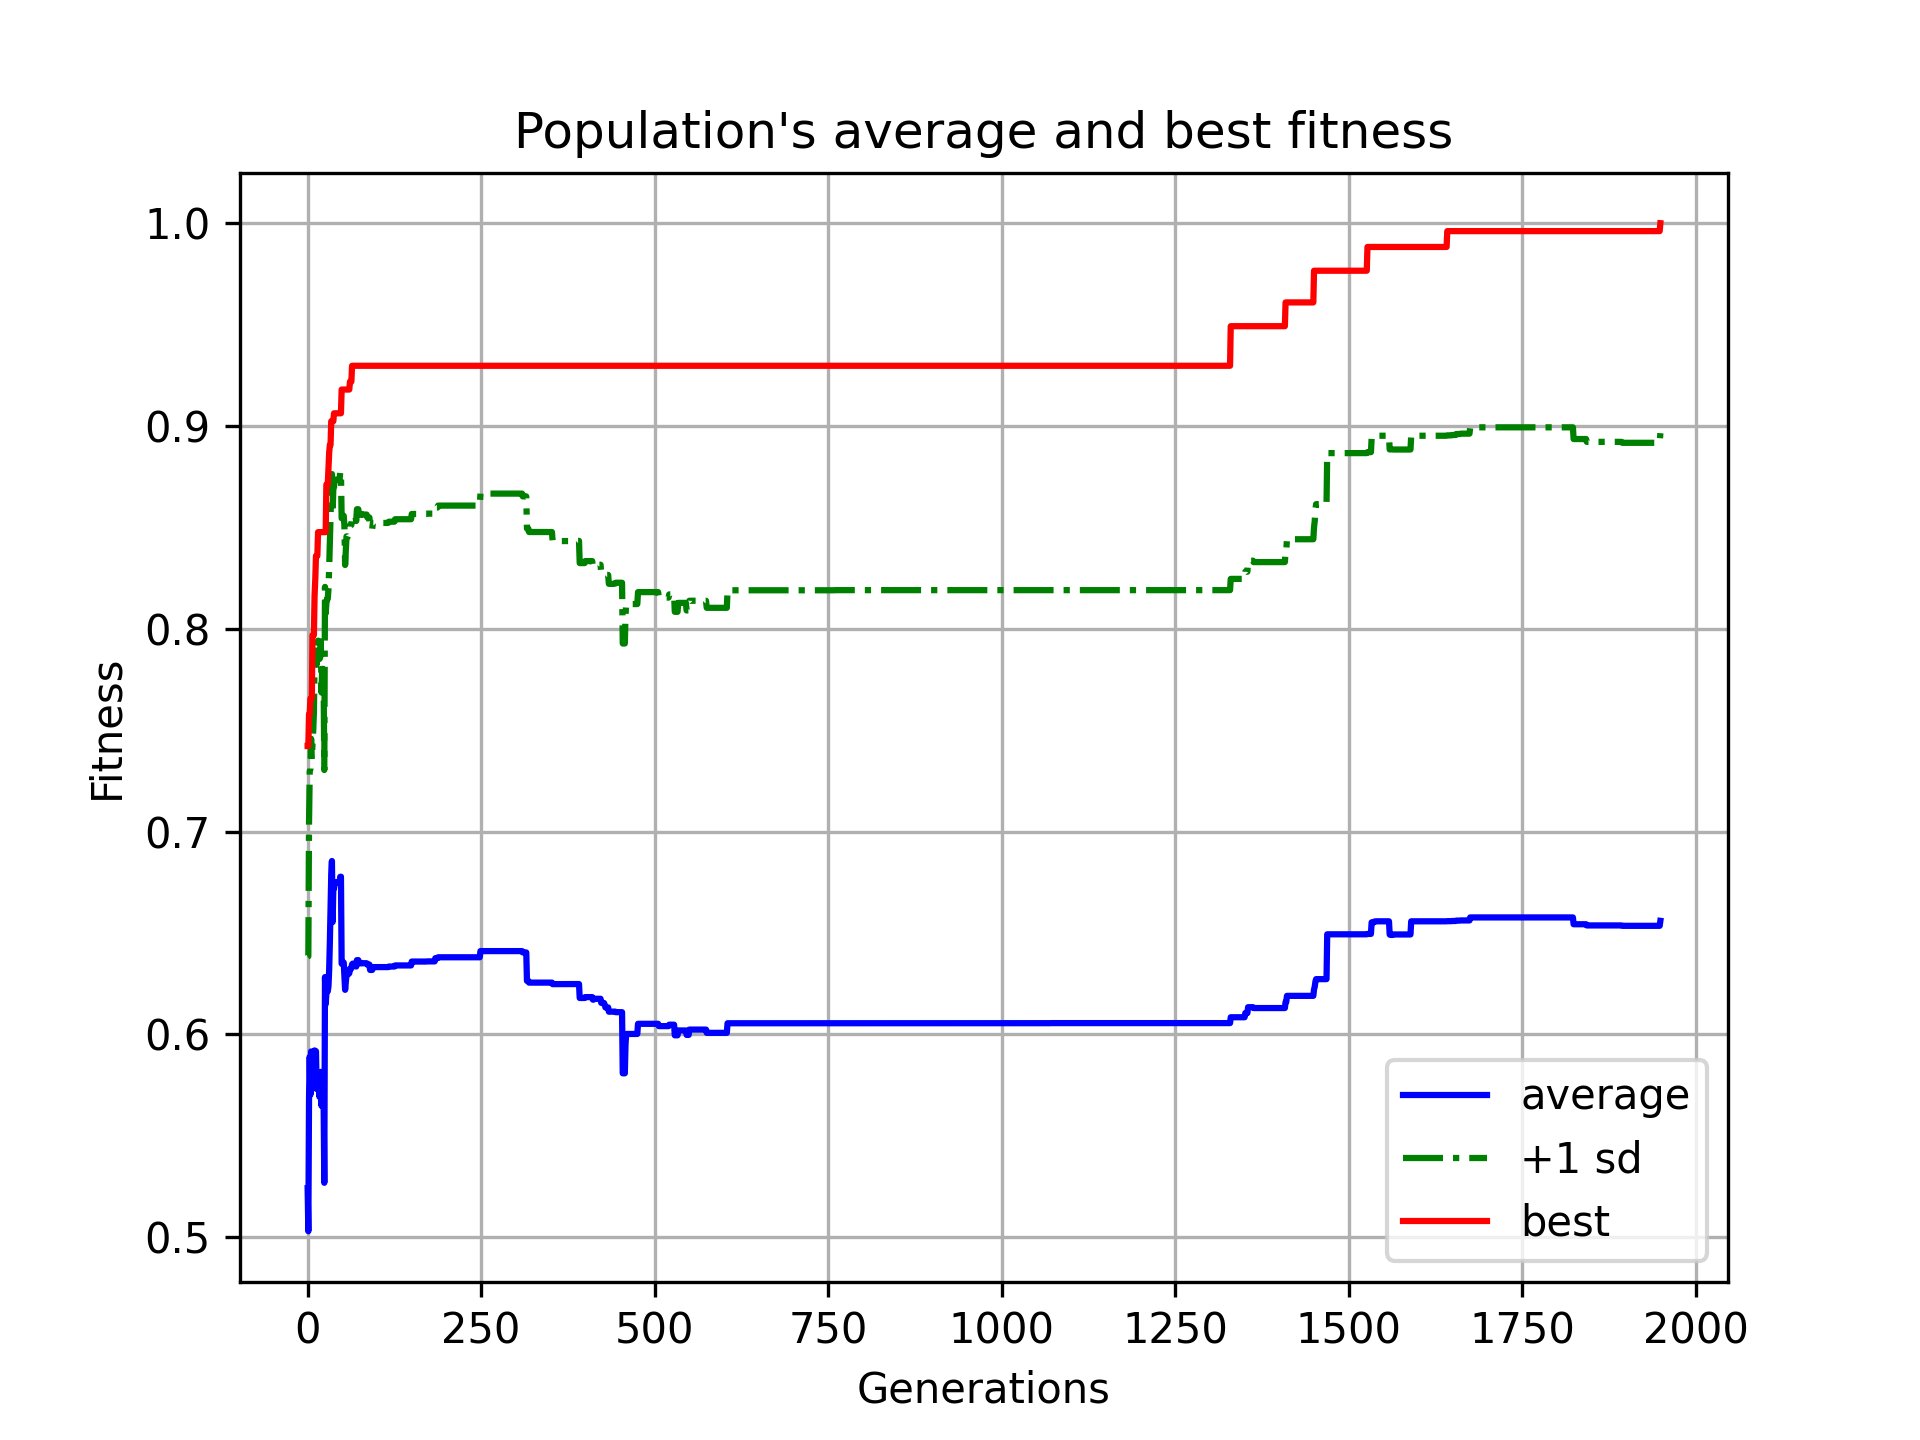 Population's average and best fitness
1.0
0.9
0.8
0.7
0.6
0.5
Fitness
0 250 500 750 1000 1250 1500 1750 2000
Generations
average
+1 sd
best